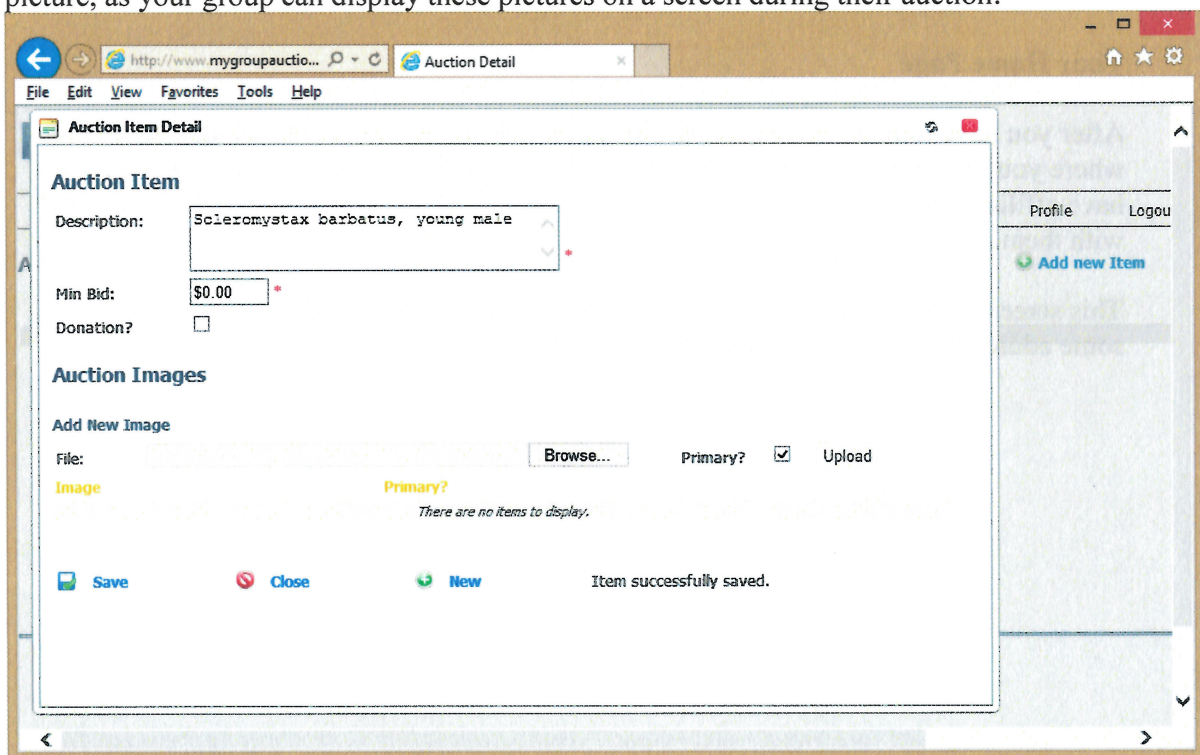 picture, as your group can display these pictures on a screen during their auction.
http://www.mygroupauctio...
Auction Detail
File Edit View Favorites Tools Help
Auction Item Detail
Auction Item
Description: Scleromystax barbatus, young male
*
Min Bid: $0.00 *
Donation?
Profile Logou
Add new Item
Auction Images
Add New Image
File: Browse... Primary? Upload
Image Primary?
There are no items to display.
Save Close New Item successfully saved.